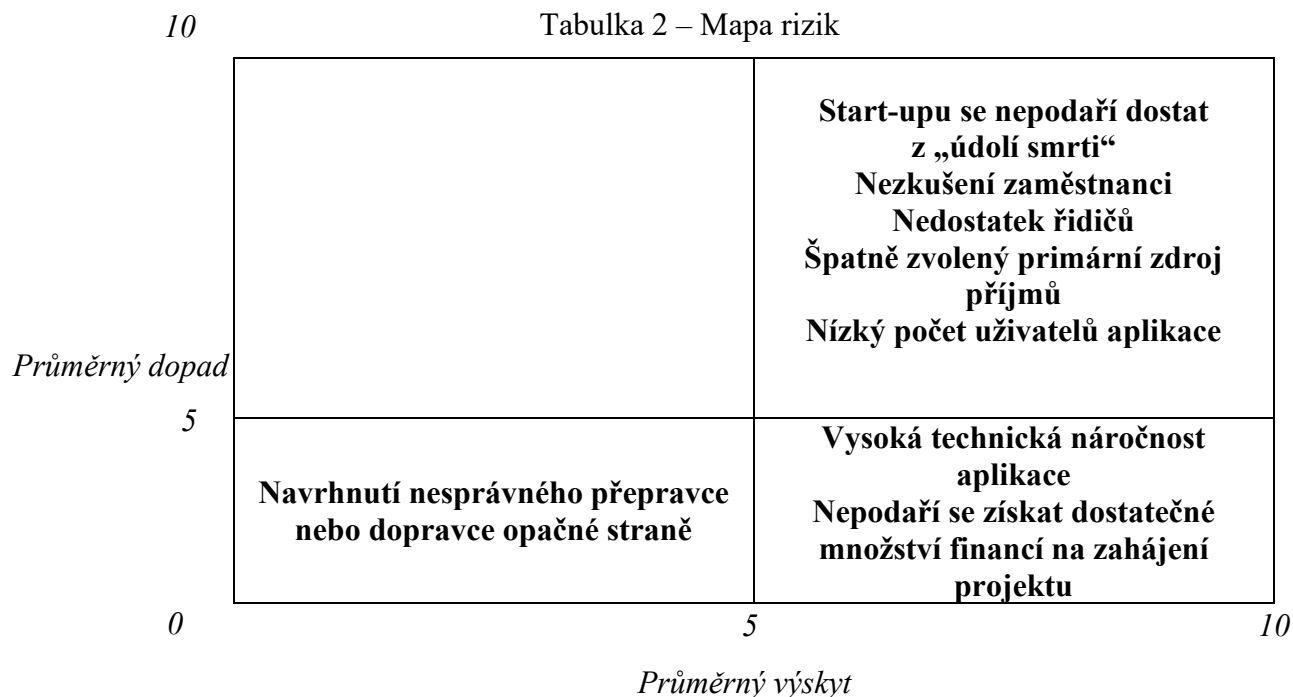 10
Tabulka 2 – Mapa rizik
Start-upu se nepodaří dostat
z „údolí smrti“
Nezkušení zaměstnanci
Nedostatek řidičů
Špatně zvolený primární zdroj
příjmů
Nízký počet uživatelů aplikace
Průměrný dopad
5
Navrhnutí nesprávného přepravce
nebo dopravce opačné straně
Vysoká technická náročnost
aplikace
Nepodaří se získat dostatečné
množství financí na zahájení
projektu
0
5
10
Průměrný výskyt